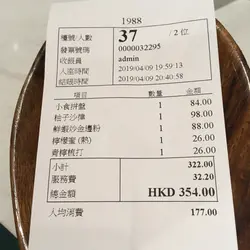 1988
檯號/人數 37 / 2 位
發票號碼 0000032295
收銀員 admin
入座時間 2019/04/09 19:59:13
結賬時間 2019/04/09 20:40:58
項目 數量 金額
小食拼盤 1 84.00
柚子沙律 1 98.00
鮮蝦炒金邊粉 1 88.00
檸檬蜜 (熱) 1 26.00
青檸梳打 1 26.00
小計 322.00
服務費 32.20
總金額 HKD 354.00
人均消費 177.00